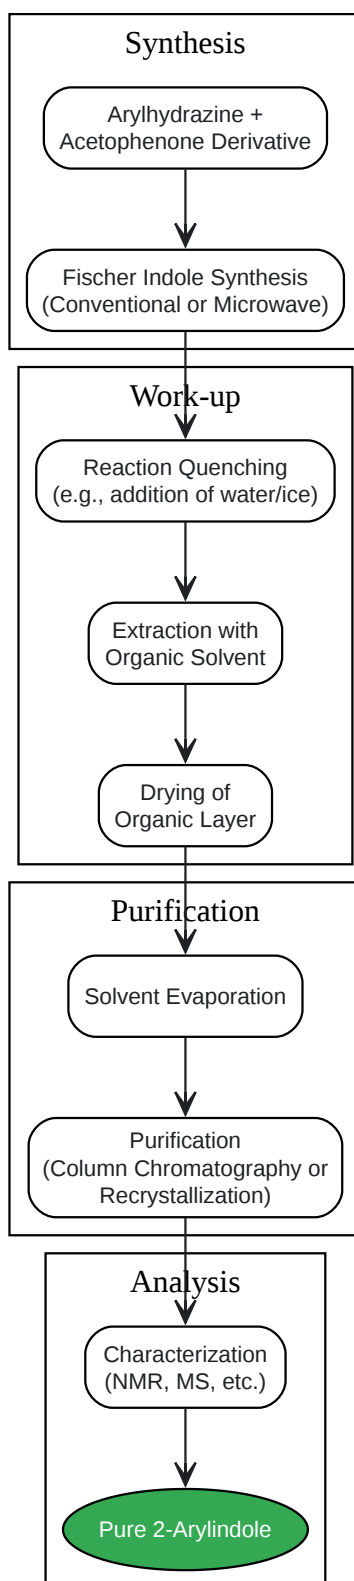 Synthesis
Arylhydrazine +
Acetophenone Derivative
Fischer Indole Synthesis
(Conventional or Microwave)
Work-up
Reaction Quenching
(e.g., addition of water/ice)
Extraction with
Organic Solvent
Drying of
Organic Layer
Purification
Solvent Evaporation
Purification
(Column Chromatography or
Recrystallization)
Analysis
Characterization
(NMR, MS, etc.)
Pure 2-Arylindole